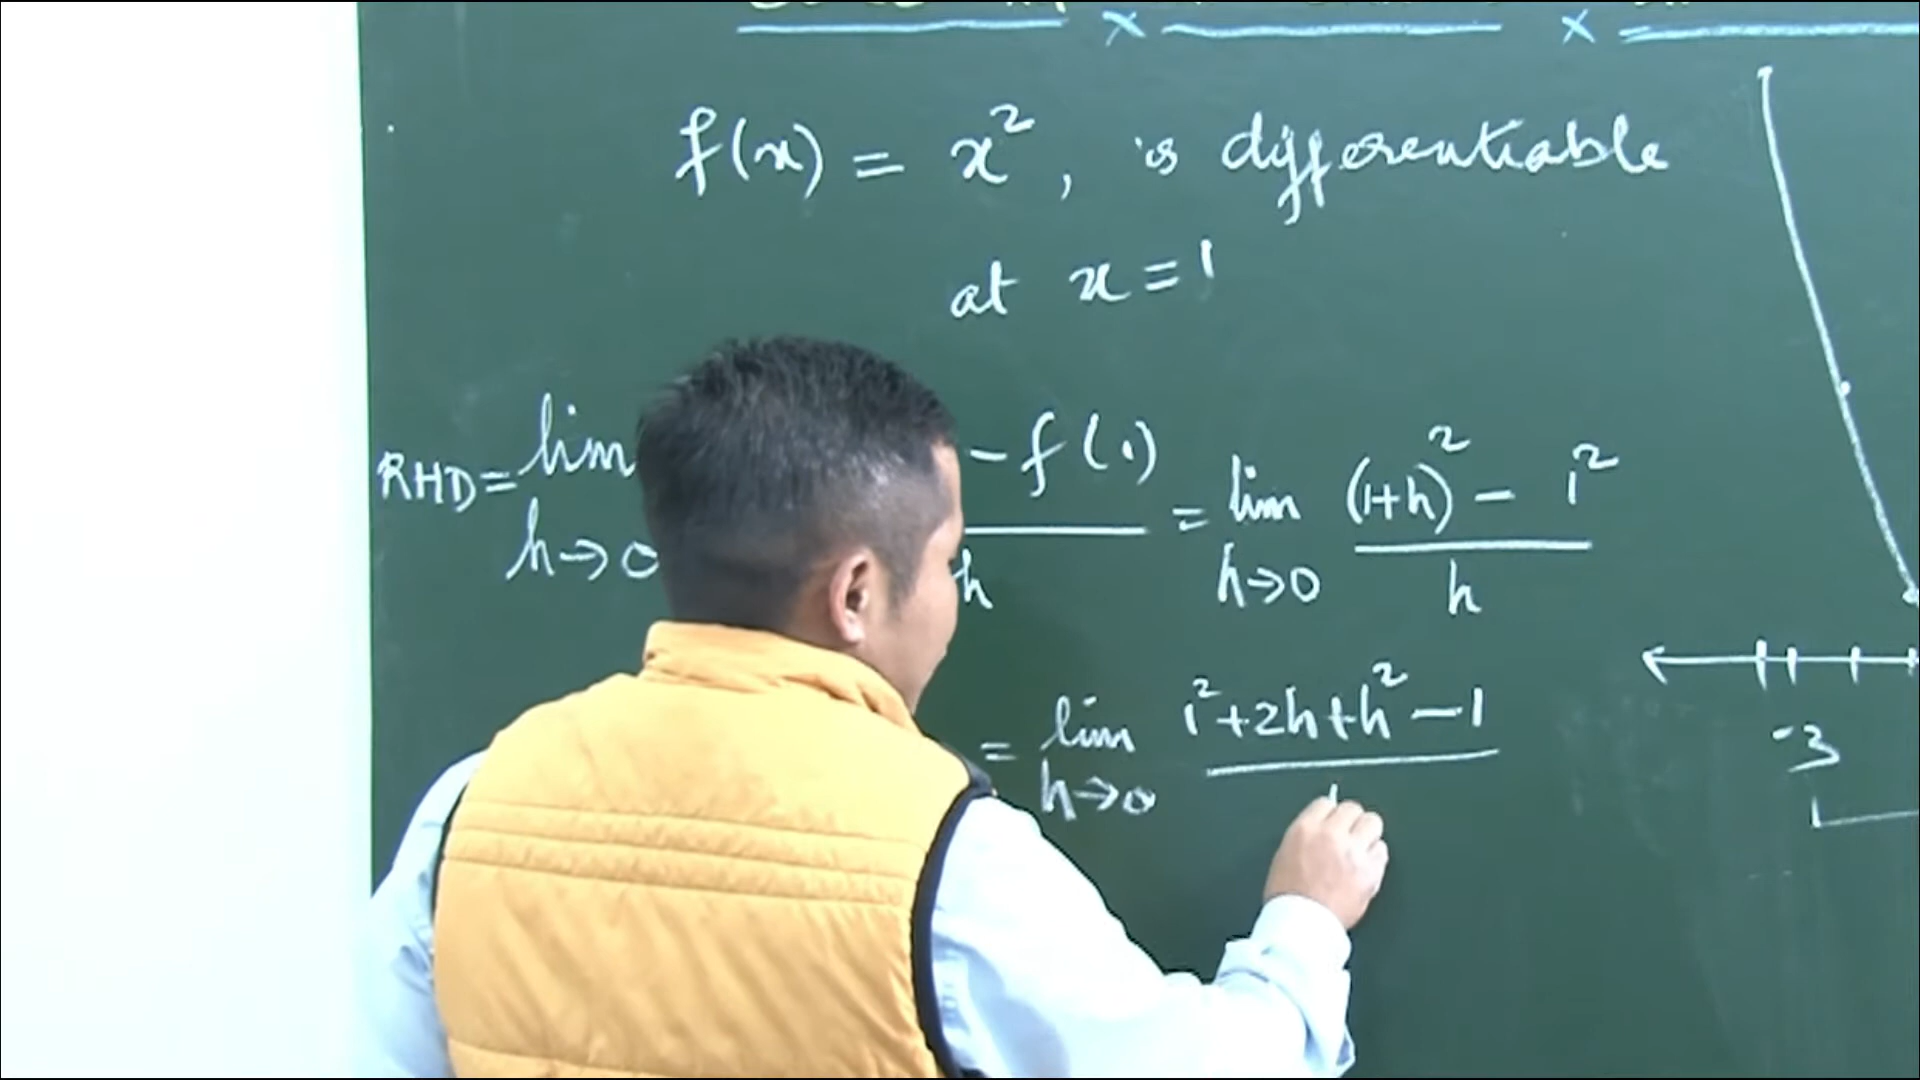 f(x) = x², is differentiable
at x = 1
RHD = lim h→0 - f(1) / h = lim h→0 (1+h)² - 1² / h
= lim h→0 1²+2h+h²-1
-3